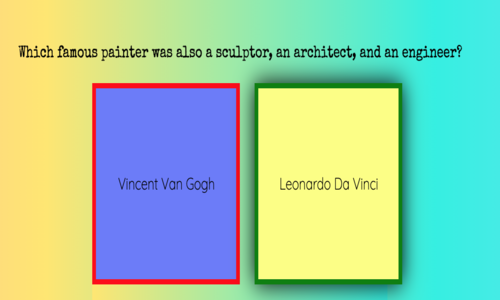 Which famous painter was also a sculptor, an architect, and an engineer?
Vincent Van Gogh
Leonardo Da Vinci